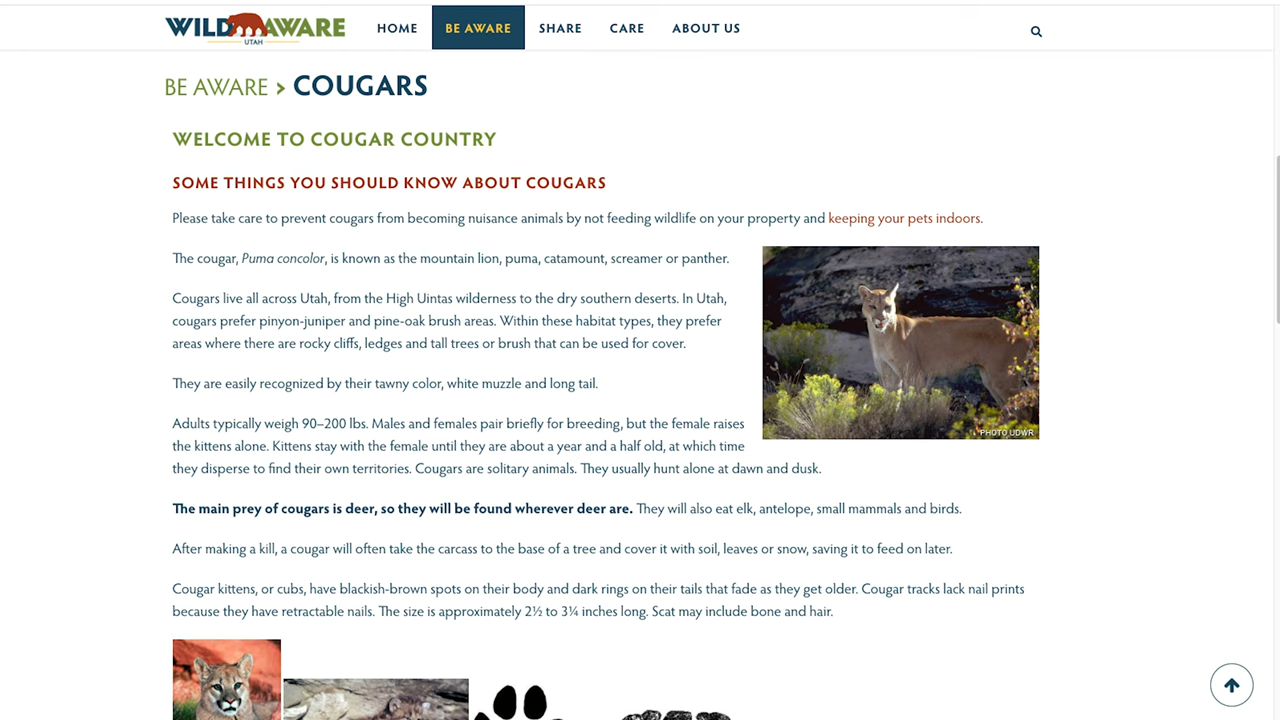 WILD AWARE
UTAH
HOME BE AWARE SHARE CARE ABOUT US
BE AWARE > COUGARS
WELCOME TO COUGAR COUNTRY
SOME THINGS YOU SHOULD KNOW ABOUT COUGARS
Please take care to prevent cougars from becoming nuisance animals by not feeding wildlife on your property and keeping your pets indoors.
The cougar, Puma concolor, is known as the mountain lion, puma, catamount, screamer or panther.
Cougars live all across Utah, from the High Uintas wilderness to the dry southern deserts. In Utah,
cougars prefer pinyon-juniper and pine-oak brush areas. Within these habitat types, they prefer
areas where there are rocky cliffs, ledges and tall trees or brush that can be used for cover.
They are easily recognized by their tawny color, white muzzle and long tail.
Adults typically weigh 90–200 lbs. Males and females pair briefly for breeding, but the female raises
PHOTO UDWR
the kittens alone. Kittens stay with the female until they are about a year and a half old, at which time
they disperse to find their own territories. Cougars are solitary animals. They usually hunt alone at dawn and dusk.
The main prey of cougars is deer, so they will be found wherever deer are. They will also eat elk, antelope, small mammals and birds.
After making a kill, a cougar will often take the carcass to the base of a tree and cover it with soil, leaves or snow, saving it to feed on later.
Cougar kittens, or cubs, have blackish-brown spots on their body and dark rings on their tails that fade as they get older. Cougar tracks lack nail prints
because they have retractable nails. The size is approximately 2½ to 3¼ inches long. Scat may include bone and hair.